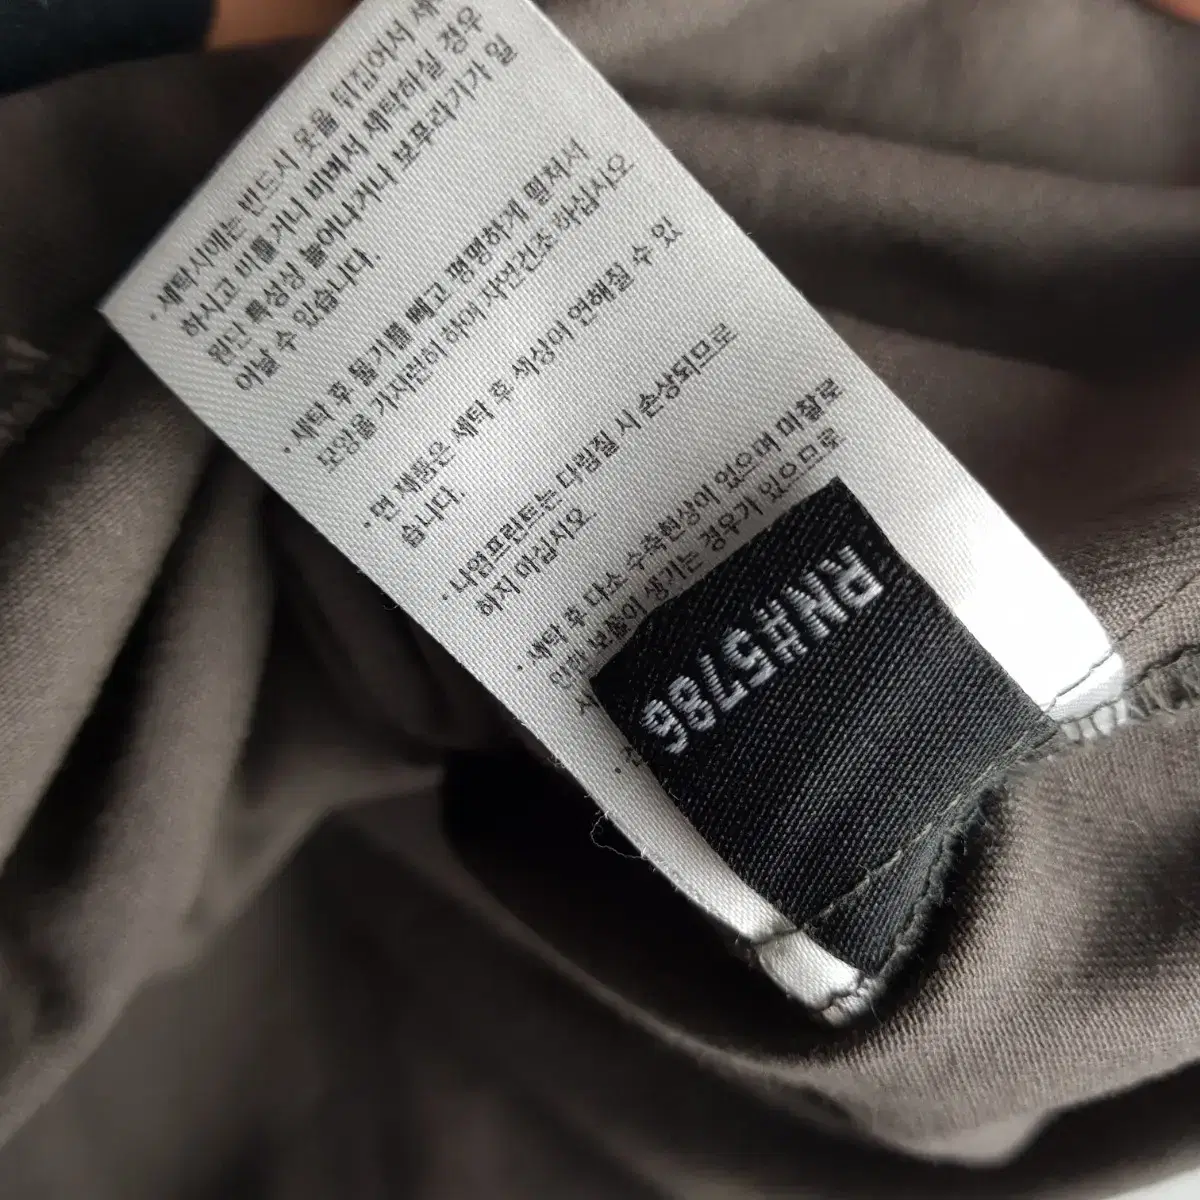 · 세탁시에는 반드시 옷을 뒤집어서 세
하시고 비틀거나 비벼서 세탁하실 경우
원단 특성상 늘어나거나 보푸라기가 일
어날 수 있습니다.
· 세탁 후 물기를 빼고 평평하게 펼쳐서
모양을 가지런히 하여 자연건조 하십시오
· 면 제품은 세탁 후 색상이 연해질 수 있
습니다.
· 나염프린트는 다림질 시 손상되므로
하지 마십시오.
· 세탁 후 다소 수축현상이 있으며 마찰로
인한 보풀이 생기는 경우가 있으므로
RN#5786